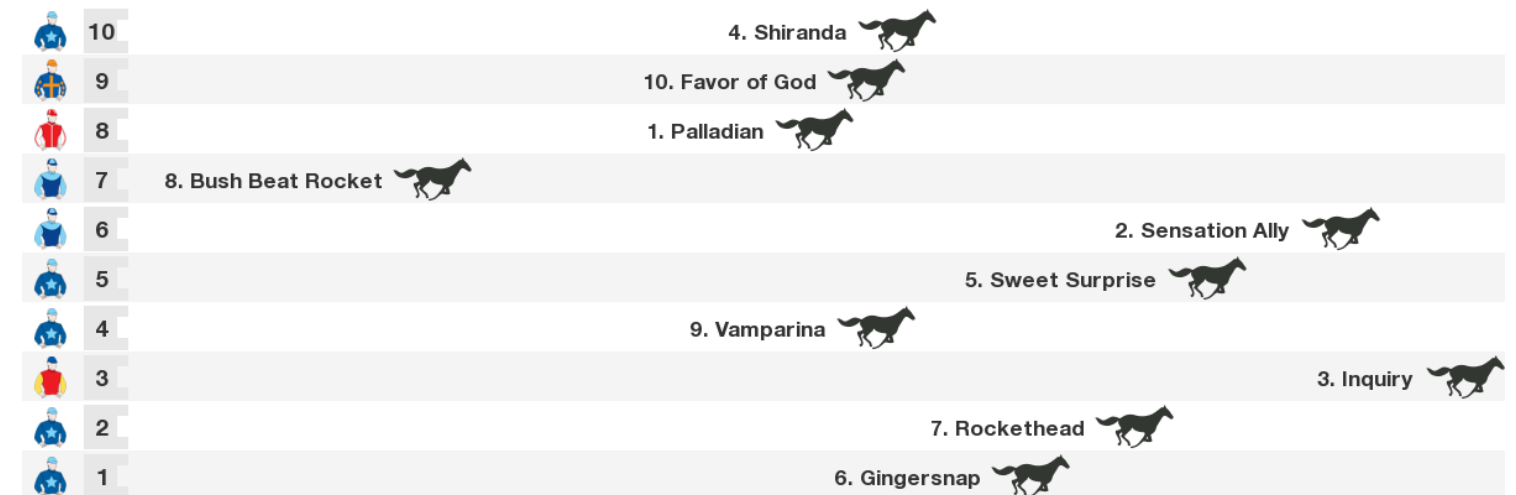 10 4. Shiranda
9 10. Favor of God
8 1. Palladian
7 8. Bush Beat Rocket
6 2. Sensation Ally
5 5. Sweet Surprise
4 9. Vamparina
3 3. Inquiry
2 7. Rockethead
1 6. Gingersnap